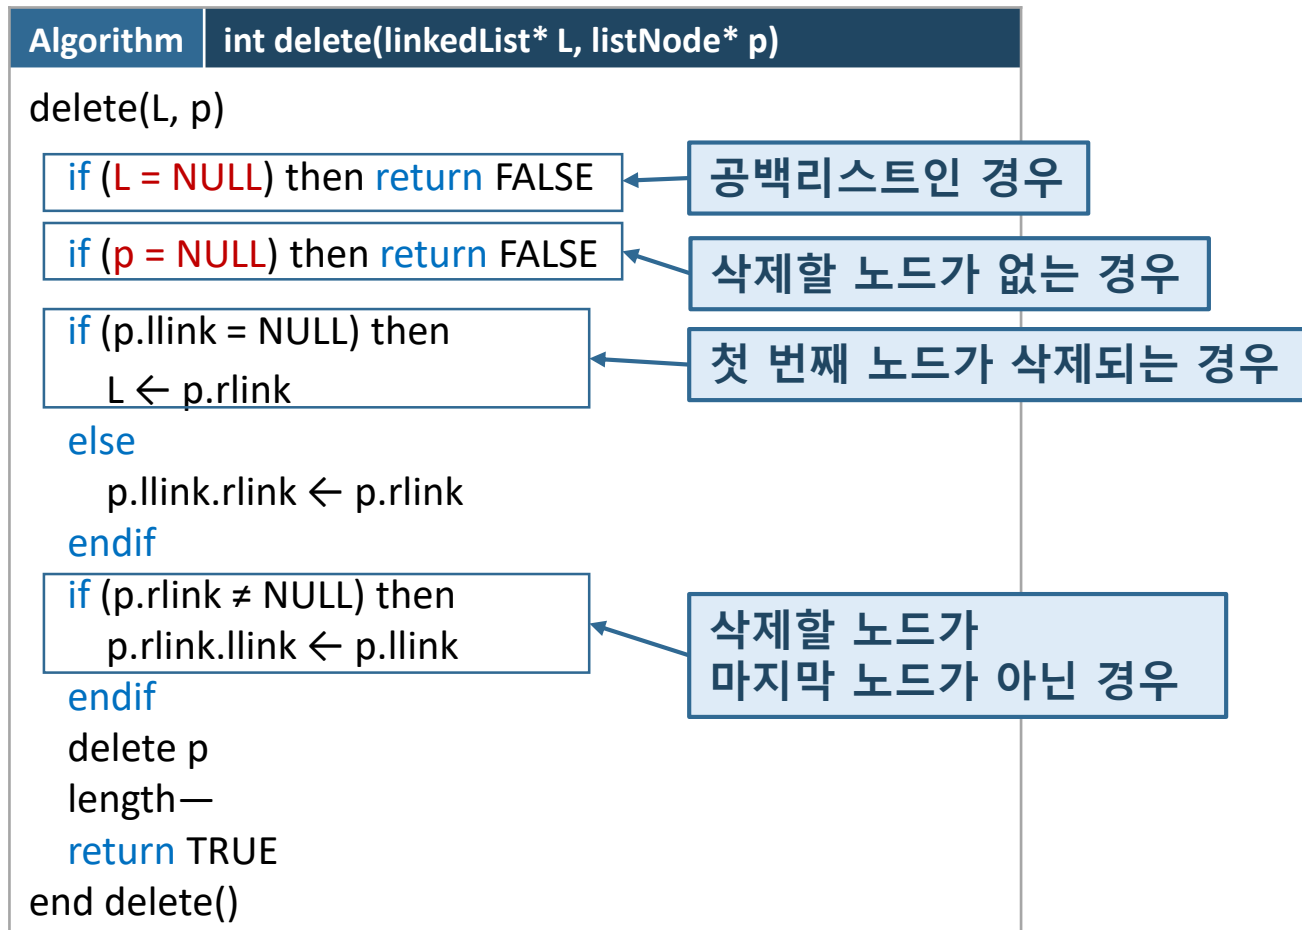 Algorithm int delete(linkedList* L, listNode* p)
delete(L, p)
if (L = NULL) then return FALSE
공백리스트인 경우
if (p = NULL) then return FALSE
삭제할 노드가 없는 경우
if (p.llink = NULL) then
L ← p.rlink
첫 번째 노드가 삭제되는 경우
else
p.llink.rlink ← p.rlink
endif
if (p.rlink ≠ NULL) then
p.rlink.llink ← p.llink
삭제할 노드가
마지막 노드가 아닌 경우
endif
delete p
length—
return TRUE
end delete()